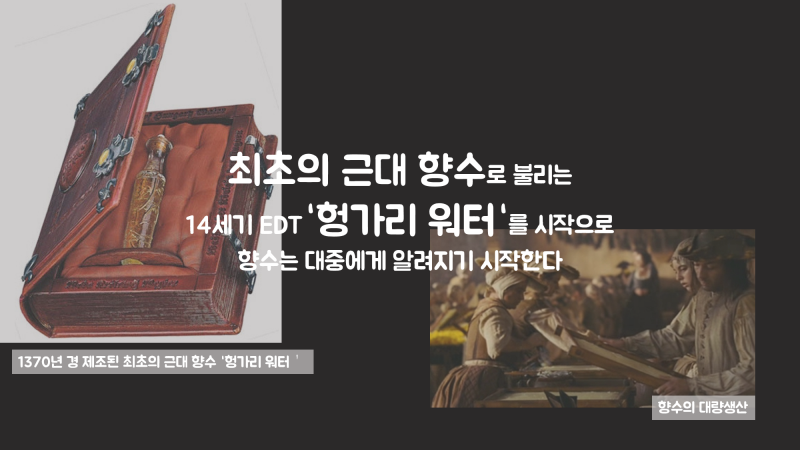 최초의 근대 향수로 불리는
14세기 EDT '헝가리 워터'를 시작으로
향수는 대중에게 알려지기 시작한다
1370년 경 제조된 최초의 근대 향수 '헝가리 워터 '
향수의 대량생산